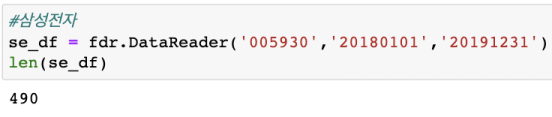 #삼성전자
se_df = fdr.DataReader('005930','20180101','20191231')
len(se_df)
490